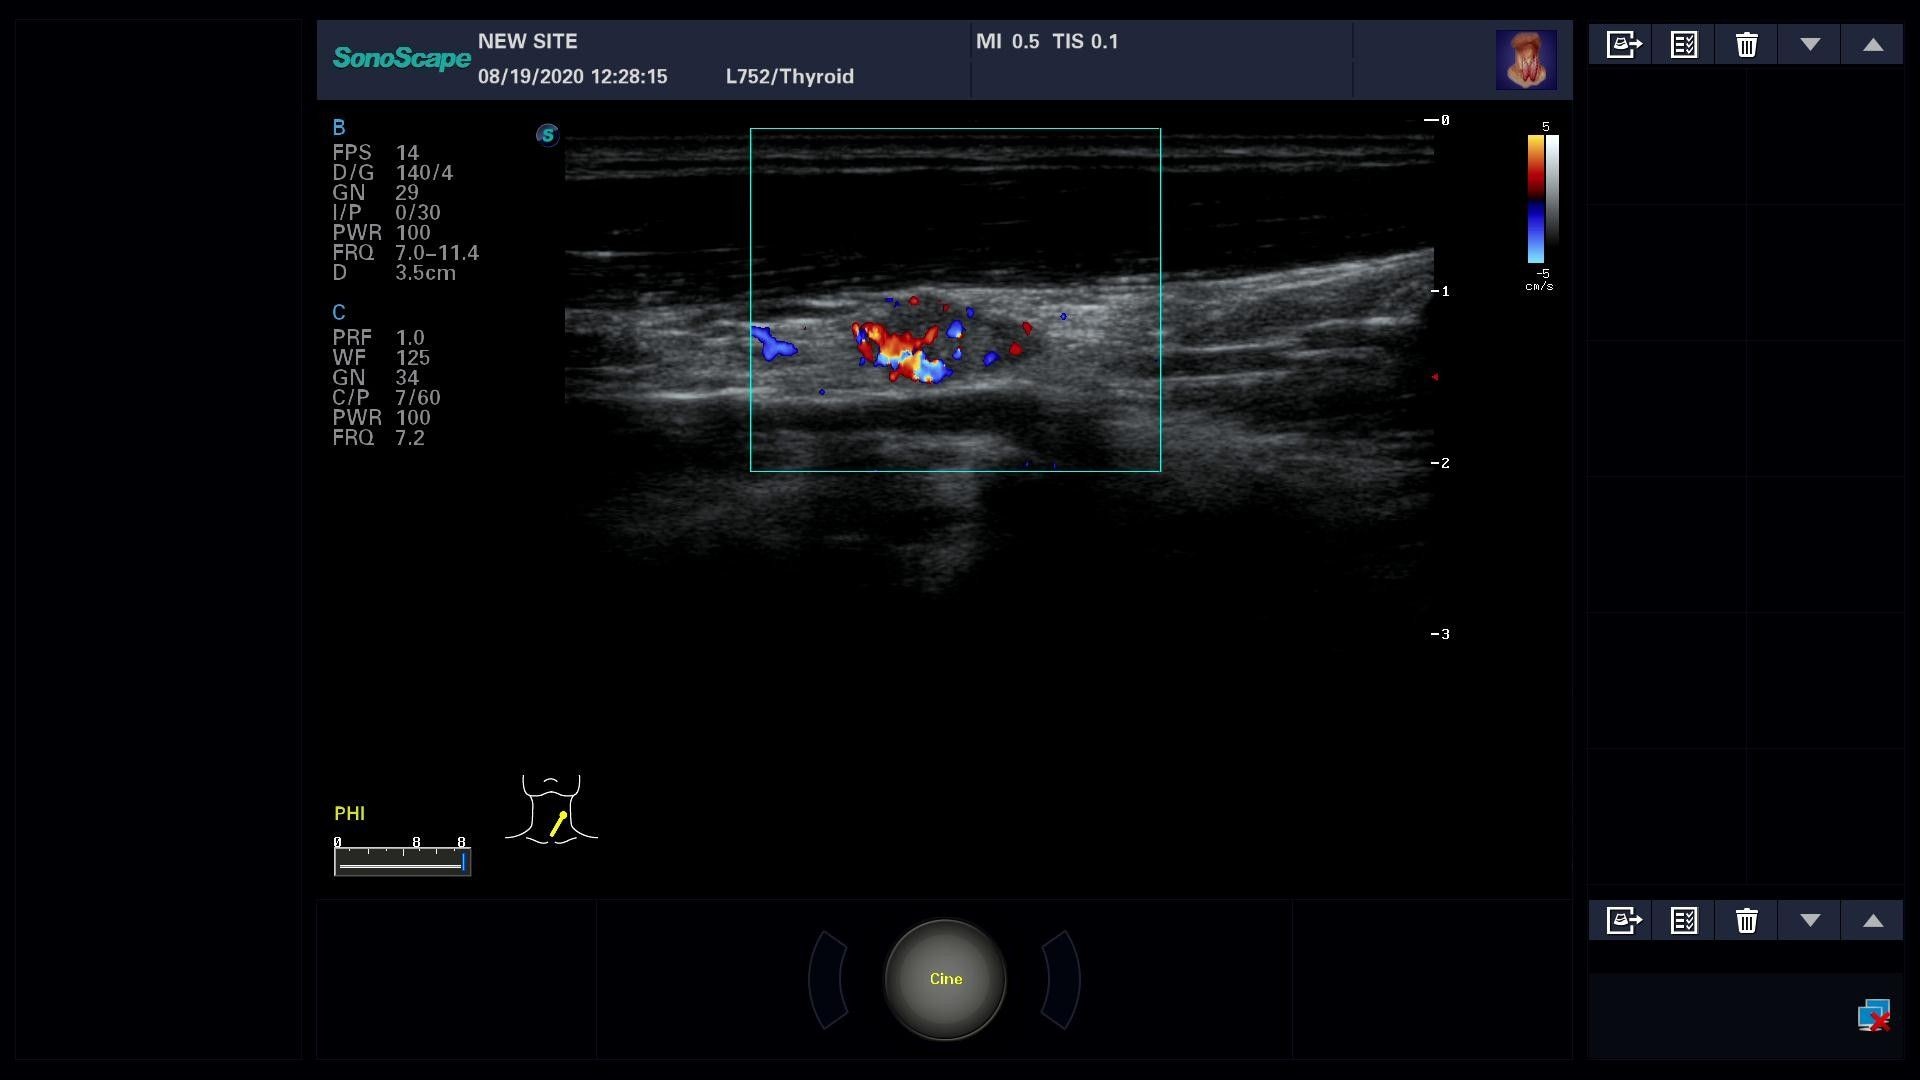 SonoScape
NEW SITE
08/19/2020 12:28:15
L752/Thyroid
MI 0.5 TIS 0.1
B
FPS 14
D/G 140/4
GN 29
I/P 0/30
PWR 100
FRQ 7.0-11.4
D 3.5cm
C
PRF 1.0
WF 125
GN 34
C/P 7/60
PWR 100
FRQ 7.2
S
0
1
2
3
5
-5
cm/s
PHI
0 8 8
Cine